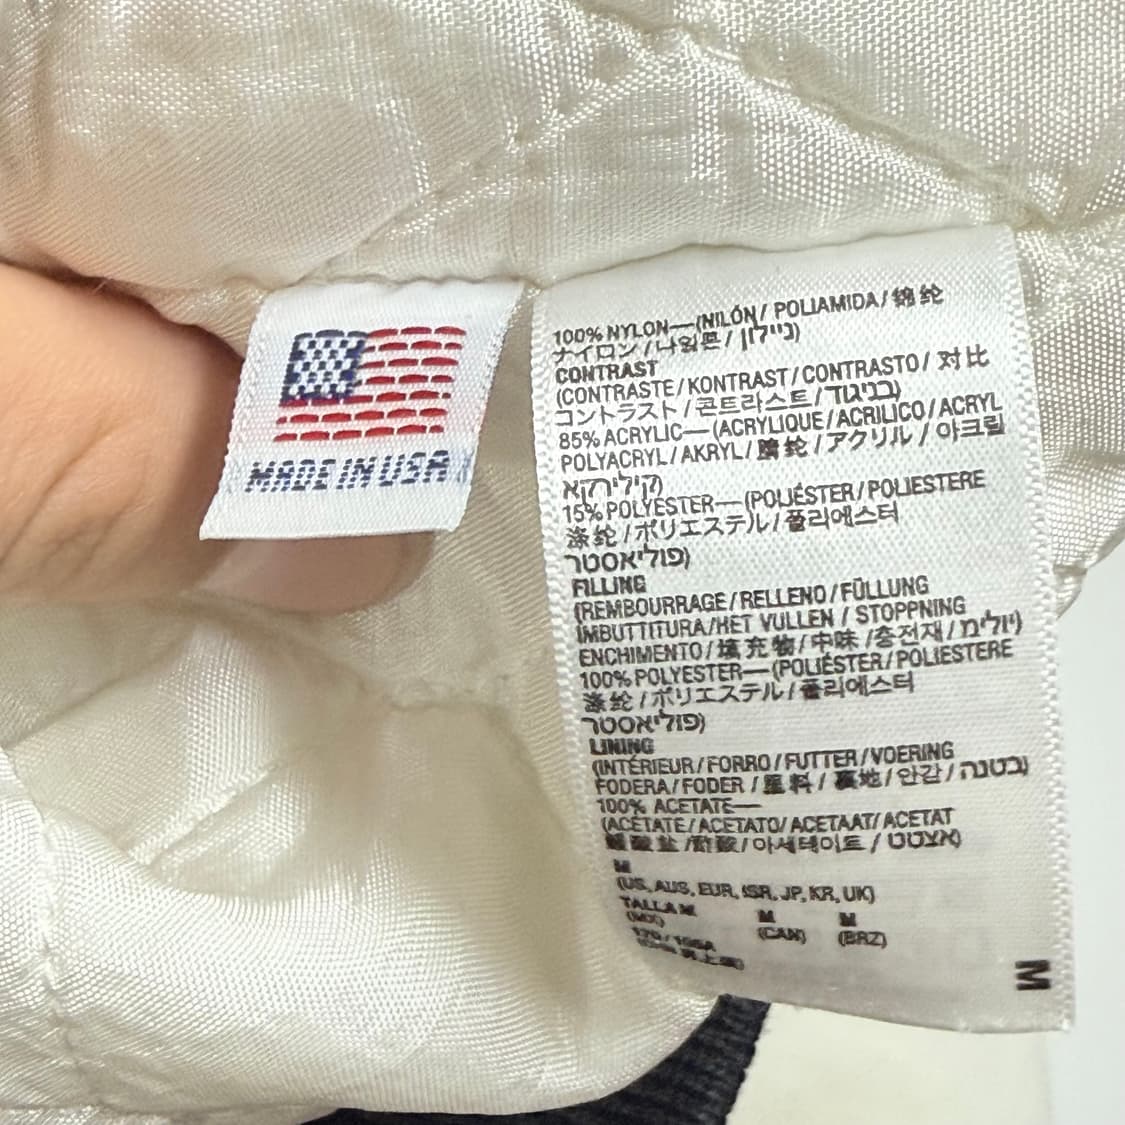 MADE IN USA
100% NYLON—(NILÓN/ POLIAMIDA/ 锦纶
ナイロン/나일론/ניילון)
CONTRAST
(CONTRASTE/KONTRAST/CONTRASTO/对比
コントラスト/콘트라스트/בניגוד)
85% ACRYLIC—(ACRYLIQUE/ACRILICO/ACRYL
POLYACRYL/AKRYL/腈纶/アクリル/아크릴
קילירקא)
15% POLYESTER—(POLIÉSTER/POLIESTERE
涤纶/ポリエステル/폴리에스터
פוליאסטר)
FILLING
(REMBOURRAGE/RELLENO/FÜLLUNG
IMBUTTITURA/HET VULLEN / STOPPNING
ENCHIMENTO/填充物/中味/충전재/מילוי)
100% POLYESTER—(POLIÉSTER/POLIESTERE
涤纶/ポリエステル/폴리에스터
פוליאסטר)
LINING
(INTÉRIEUR/FORRO/FUTTER/VOERING
FODERA/FODER/里料/裏地/안감/בטנה)
100% ACETATE—
(ACÉTATE/ACETATO/ACETAAT/ACETAT
/아세테이트/אצטט)
M
(US, AUS, EUR, ISR, JP, KR, UK)
TALLA M M M
(MX) (CAN) (BRZ)
M